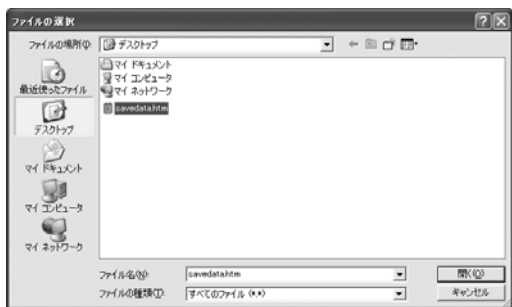 ファイルの選択
ファイルの場所(I):
デスクトップ
最近使ったファイル
デスクトップ
マイ ドキュメント
マイ コンピュータ
マイ ネットワーク
マイ ドキュメント
マイ コンピュータ
マイ ネットワーク
savedata.htm
ファイル名(N):
savedata.htm
開く(O)
ファイルの種類(T):
すべてのファイル (*.*)
キャンセル